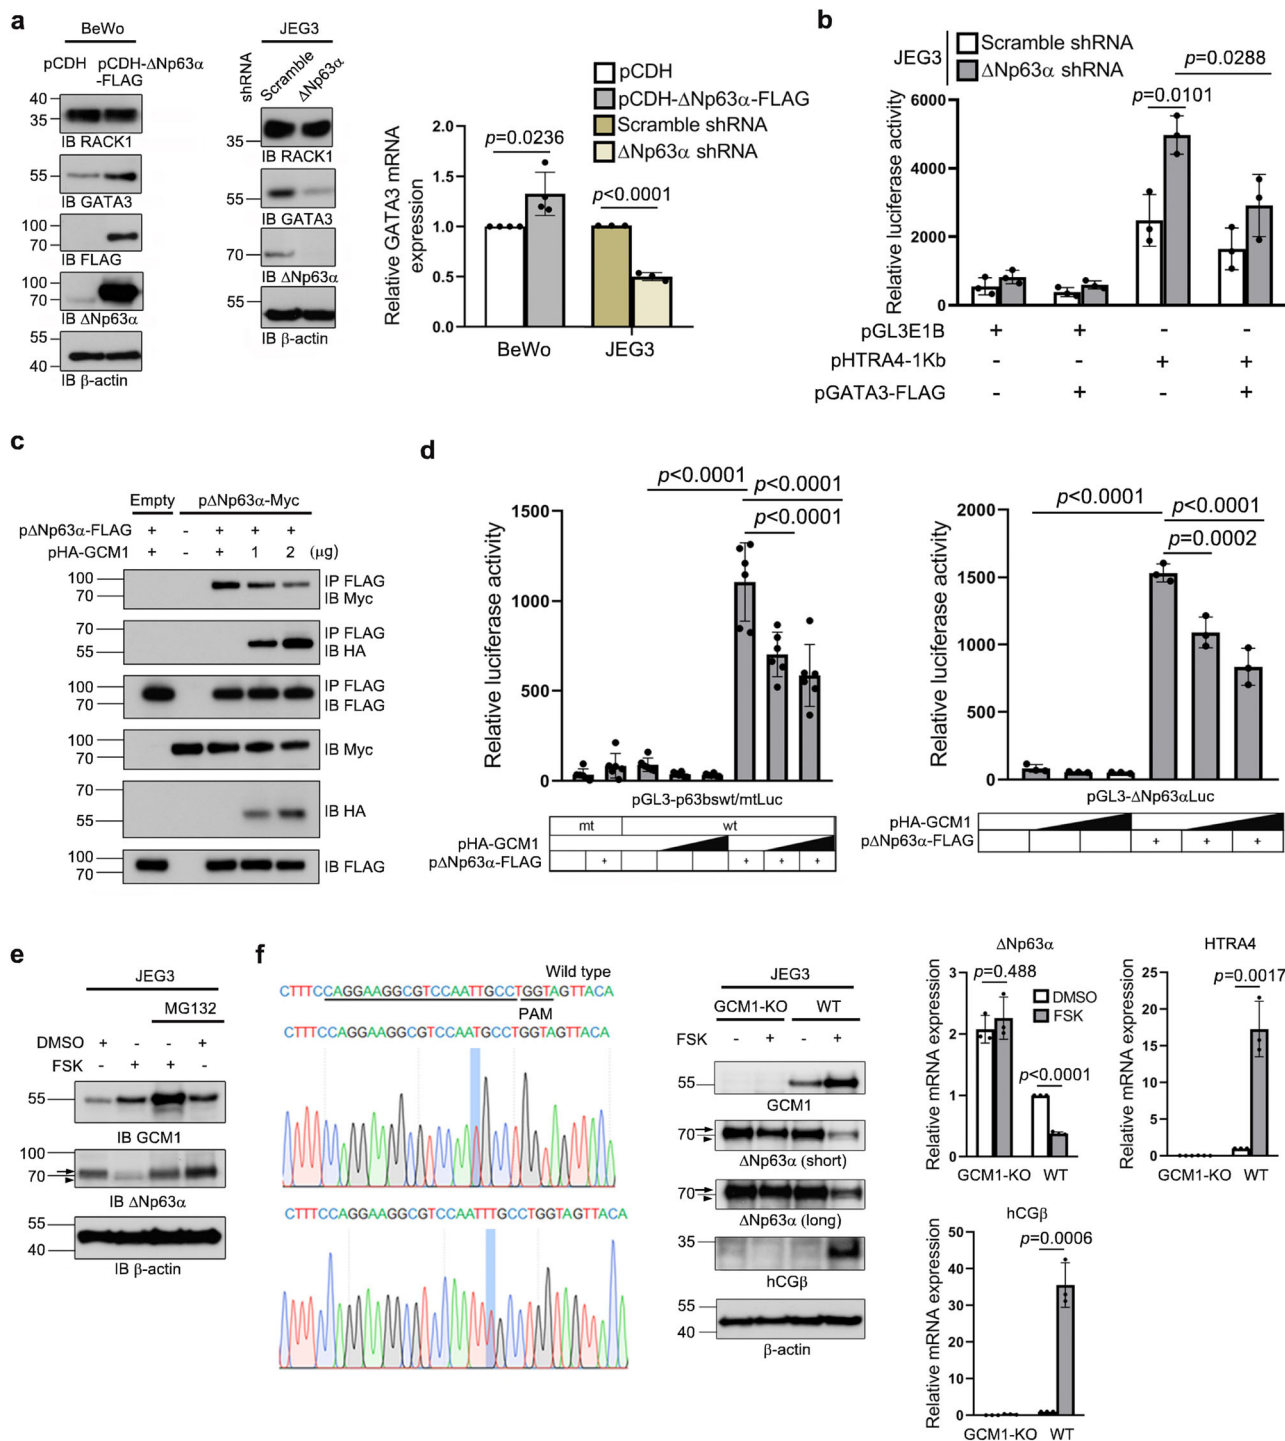 a
BeWo
pCDH pCDH-ΔNp63α
-FLAG
40
35
IB RACK1
55
IB GATA3
100
70
IB FLAG
100
70
IB ΔNp63α
55
40
IB β-actin
JEG3
shRNA
Scramble
ΔNp63α
35
IB RACK1
55
IB GATA3
70
IB ΔNp63α
55
IB β-actin
pCDH
pCDH-ΔNp63α-FLAG
Scramble shRNA
ΔNp63α shRNA
Relative GATA3 mRNA
expression
2.0
1.5
1.0
0.5
0.0
p=0.0236
p<0.0001
BeWo JEG3
b
JEG3
Scramble shRNA
ΔNp63α shRNA
p=0.0288
p=0.0101
Relative luciferase activity
6000
4000
2000
0
pGL3E1B + + - -
pHTRA4-1Kb - - + +
pGATA3-FLAG - + - +
c
Empty pΔNp63α-Myc
pΔNp63α-FLAG + - + + +
pHA-GCM1 + - + 1 2 (μg)
100
70
IP FLAG
IB Myc
70
55
IP FLAG
IB HA
100
70
IP FLAG
IB FLAG
100
70
IB Myc
70
55
IB HA
100
70
IB FLAG
d
p<0.0001
p<0.0001
p<0.0001
Relative luciferase activity
1500
1000
500
0
pGL3-p63bswt/mtLuc
mt wt
pHA-GCM1
pΔNp63α-FLAG + + + +
p<0.0001
p<0.0001
p=0.0002
Relative luciferase activity
2000
1500
1000
500
0
pGL3-ΔNp63αLuc
pHA-GCM1
pΔNp63α-FLAG + + +
e
JEG3
MG132
DMSO + - - +
FSK - + + -
55
IB GCM1
100
70
IB ΔNp63α
55
40
IB β-actin
f
Wild type
CTTTCCAGGAAGGCGTCCAATTGCCTGGTAGTTACA
PAM
CTTTCCAGGAAGGCGTCCAATGCCTGGTAGTTACA
CTTTCCAGGAAGGCGTCCAATTTGCCTGGTAGTTACA
JEG3
GCM1-KO WT
FSK - + - +
55
GCM1
70
ΔNp63α (short)
70
ΔNp63α (long)
35
hCGβ
55
40
β-actin
ΔNp63α
Relative mRNA expression
3
2
1
0
p=0.488
DMSO
FSK
p<0.0001
GCM1-KO WT
HTRA4
Relative mRNA expression
25
20
15
10
5
0
p=0.0017
GCM1-KO WT
hCGβ
Relative mRNA expression
50
40
30
20
10
0
p=0.0006
GCM1-KO WT